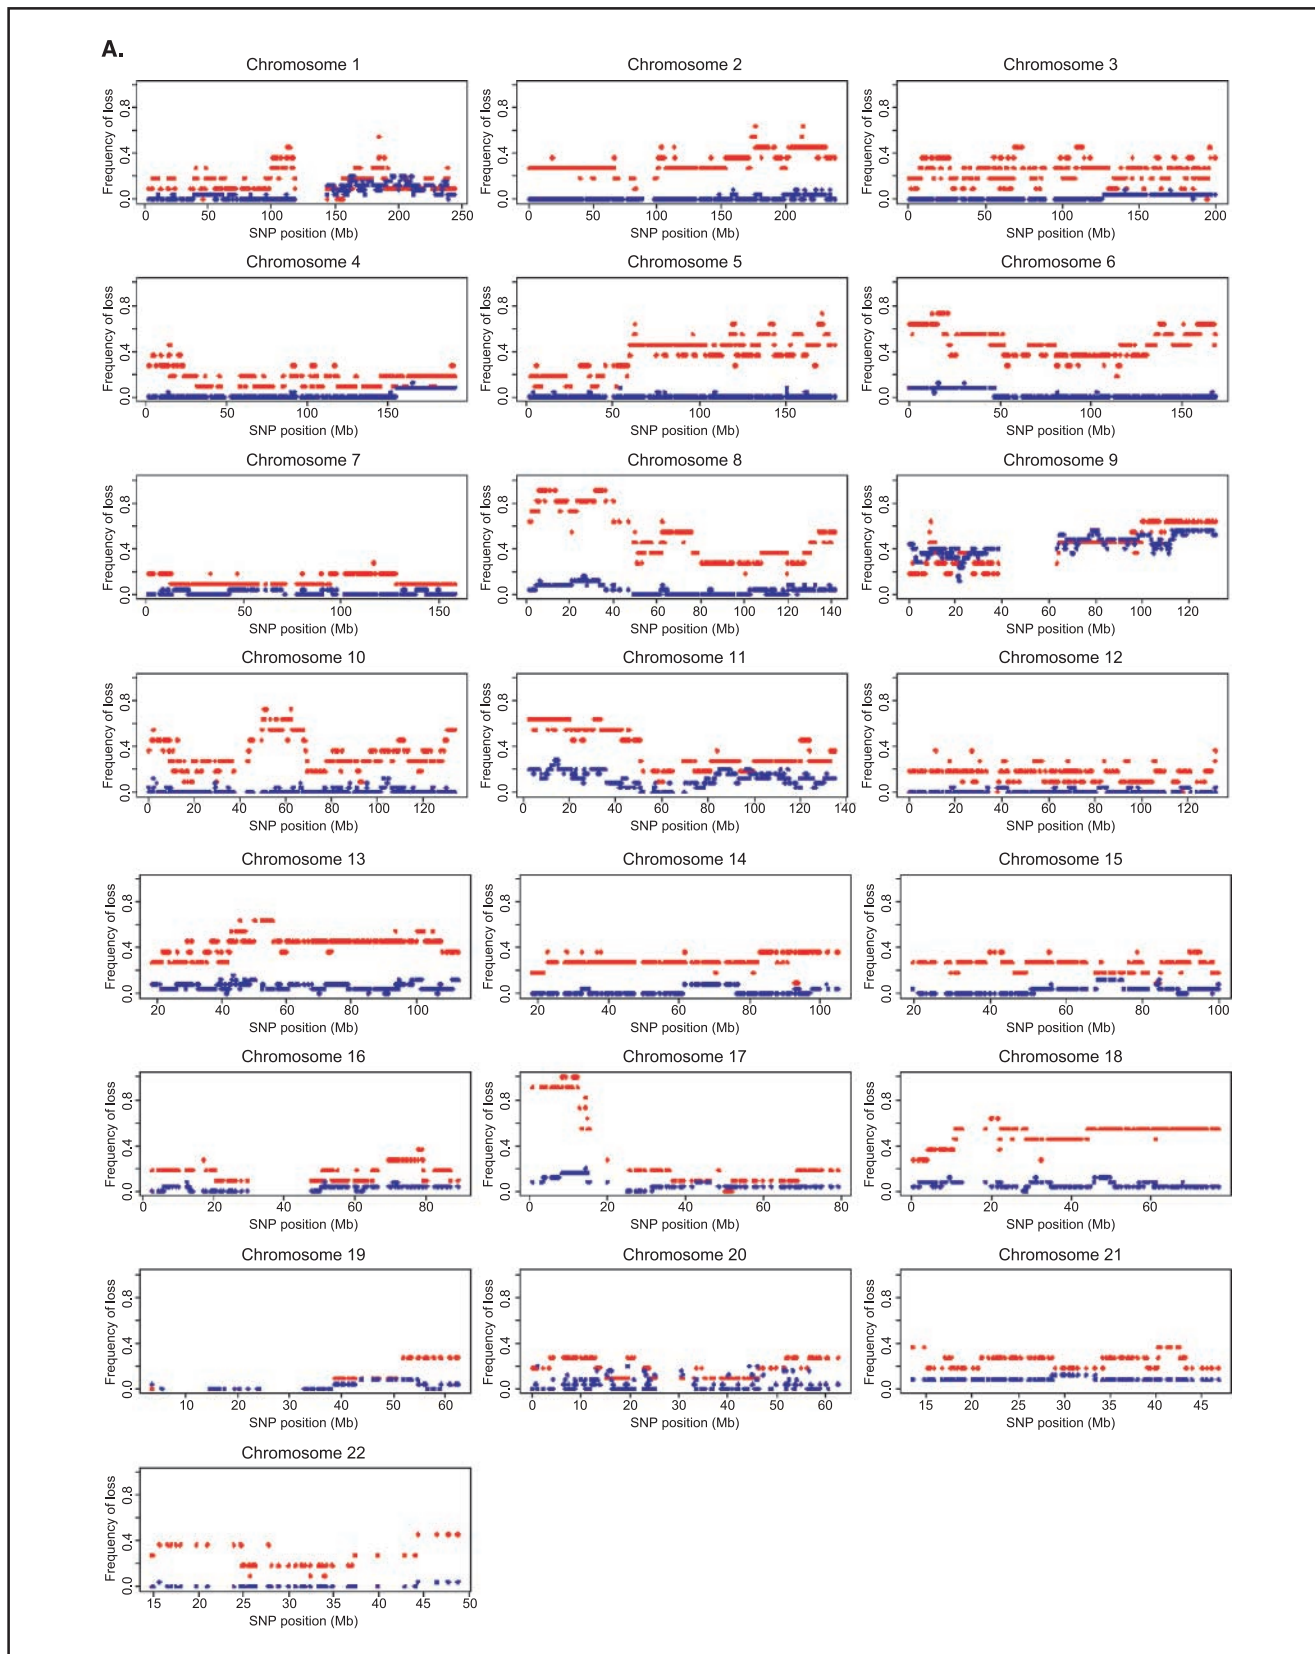 A.
Chromosome 1
Frequency of loss
0.8
0.4
0.0
0 50 100 150 200 250
SNP position (Mb)
Chromosome 2
Frequency of loss
0.8
0.4
0.0
0 50 100 150 200
SNP position (Mb)
Chromosome 3
Frequency of loss
0.8
0.4
0.0
0 50 100 150 200
SNP position (Mb)
Chromosome 4
Frequency of loss
0.8
0.4
0.0
0 50 100 150
SNP position (Mb)
Chromosome 5
Frequency of loss
0.8
0.4
0.0
0 50 100 150
SNP position (Mb)
Chromosome 6
Frequency of loss
0.8
0.4
0.0
0 50 100 150
SNP position (Mb)
Chromosome 7
Frequency of loss
0.8
0.4
0.0
0 50 100 150
SNP position (Mb)
Chromosome 8
Frequency of loss
0.8
0.4
0.0
0 20 40 60 80 100 120 140
SNP position (Mb)
Chromosome 9
Frequency of loss
0.8
0.4
0.0
0 20 40 60 80 100 120
SNP position (Mb)
Chromosome 10
Frequency of loss
0.8
0.4
0.0
0 20 40 60 80 100 120
SNP position (Mb)
Chromosome 11
Frequency of loss
0.8
0.4
0.0
0 20 40 60 80 100 120 140
SNP position (Mb)
Chromosome 12
Frequency of loss
0.8
0.4
0.0
0 20 40 60 80 100 120
SNP position (Mb)
Chromosome 13
Frequency of loss
0.8
0.4
0.0
20 40 60 80 100
SNP position (Mb)
Chromosome 14
Frequency of loss
0.8
0.4
0.0
20 40 60 80 100
SNP position (Mb)
Chromosome 15
Frequency of loss
0.8
0.4
0.0
20 40 60 80 100
SNP position (Mb)
Chromosome 16
Frequency of loss
0.8
0.4
0.0
0 20 40 60 80
SNP position (Mb)
Chromosome 17
Frequency of loss
0.8
0.4
0.0
0 20 40 60 80
SNP position (Mb)
Chromosome 18
Frequency of loss
0.8
0.4
0.0
0 20 40 60
SNP position (Mb)
Chromosome 19
Frequency of loss
0.8
0.4
0.0
10 20 30 40 50 60
SNP position (Mb)
Chromosome 20
Frequency of loss
0.8
0.4
0.0
0 10 20 30 40 50 60
SNP position (Mb)
Chromosome 21
Frequency of loss
0.8
0.4
0.0
15 20 25 30 35 40 45
SNP position (Mb)
Chromosome 22
Frequency of loss
0.8
0.4
0.0
15 20 25 30 35 40 45 50
SNP position (Mb)